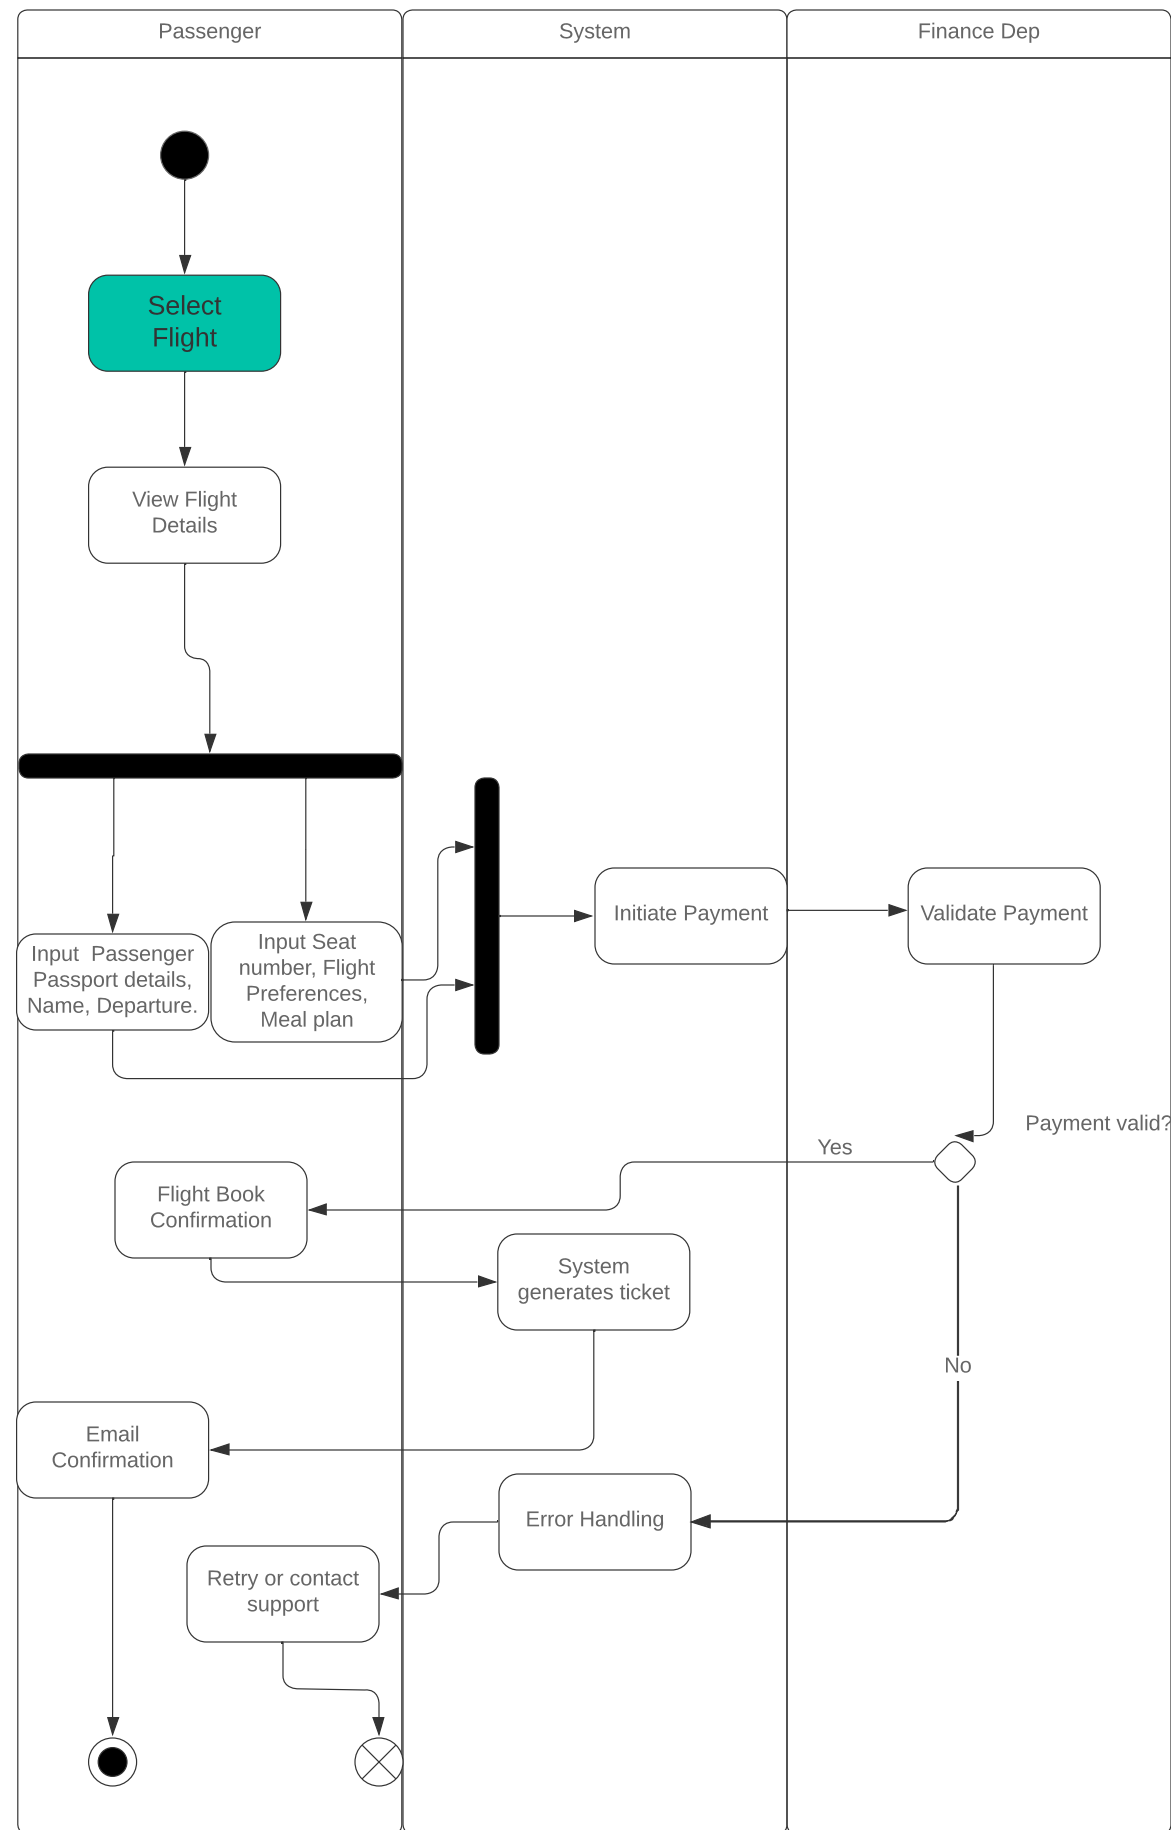 Passenger
System
Finance Dep
Select
Flight
View Flight
Details
Input  Passenger
Passport details,
Name, Departure.
Input Seat
number, Flight
Preferences,
Meal plan
Initiate Payment
Validate Payment
Payment valid?
Yes
Flight Book
Confirmation
System
generates ticket
No
Email
Confirmation
Error Handling
Retry or contact
support